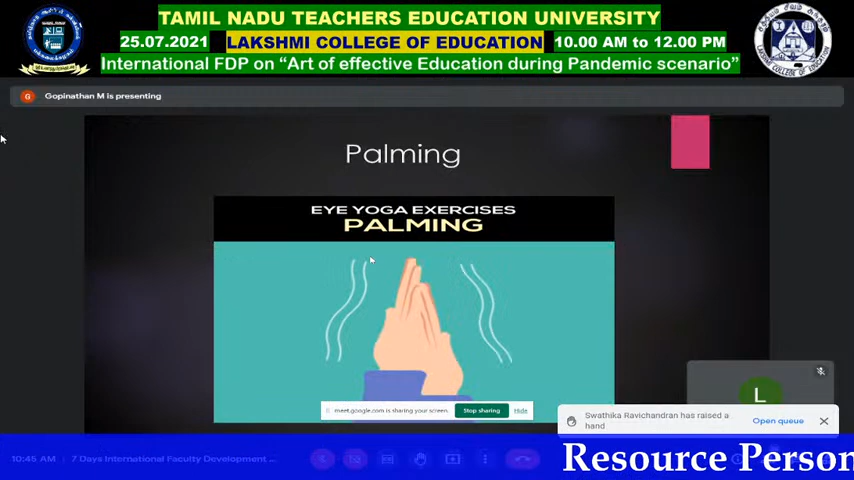 TAMIL NADU TEACHERS EDUCATION UNIVERSITY
25.07.2021 LAKSHMI COLLEGE OF EDUCATION 10.00 AM to 12.00 PM
International FDP on “Art of effective Education during Pandemic scenario”
G Gopinathan M is presenting
Palming
EYE YOGA EXERCISES
PALMING
L
meet.google.com is sharing your screen. Stop sharing Hide
Swathika Ravichandran has raised a
hand
Open queue
10:45 AM | 7 Days International Faculty Development ...
Resource Person